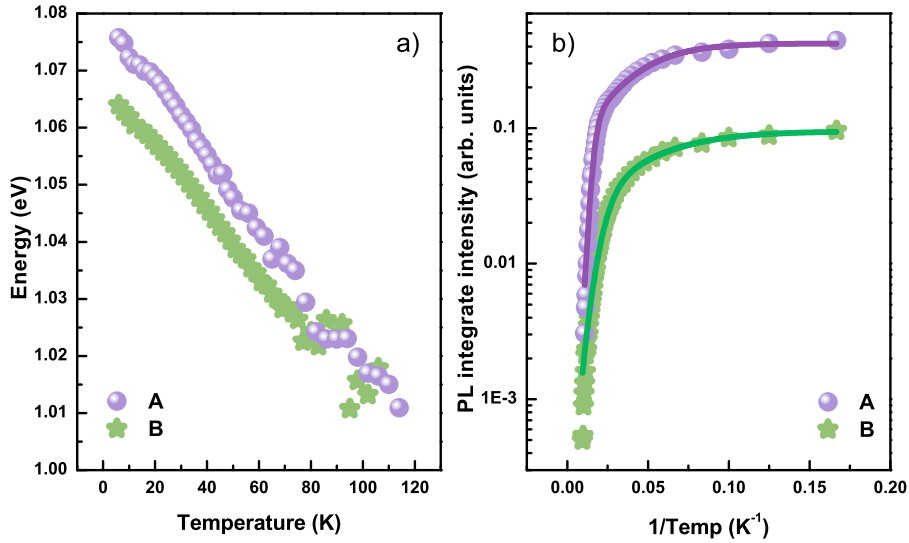 a)
1.08
1.07
1.06
1.05
1.04
1.03
1.02
1.01
1.00
Energy (eV)
A
B
0 20 40 60 80 100 120
Temperature (K)
b)
0.1
0.01
1E-3
PL integrate intensity (arb. units)
A
B
0.00 0.05 0.10 0.15 0.20
1/Temp (K⁻¹)